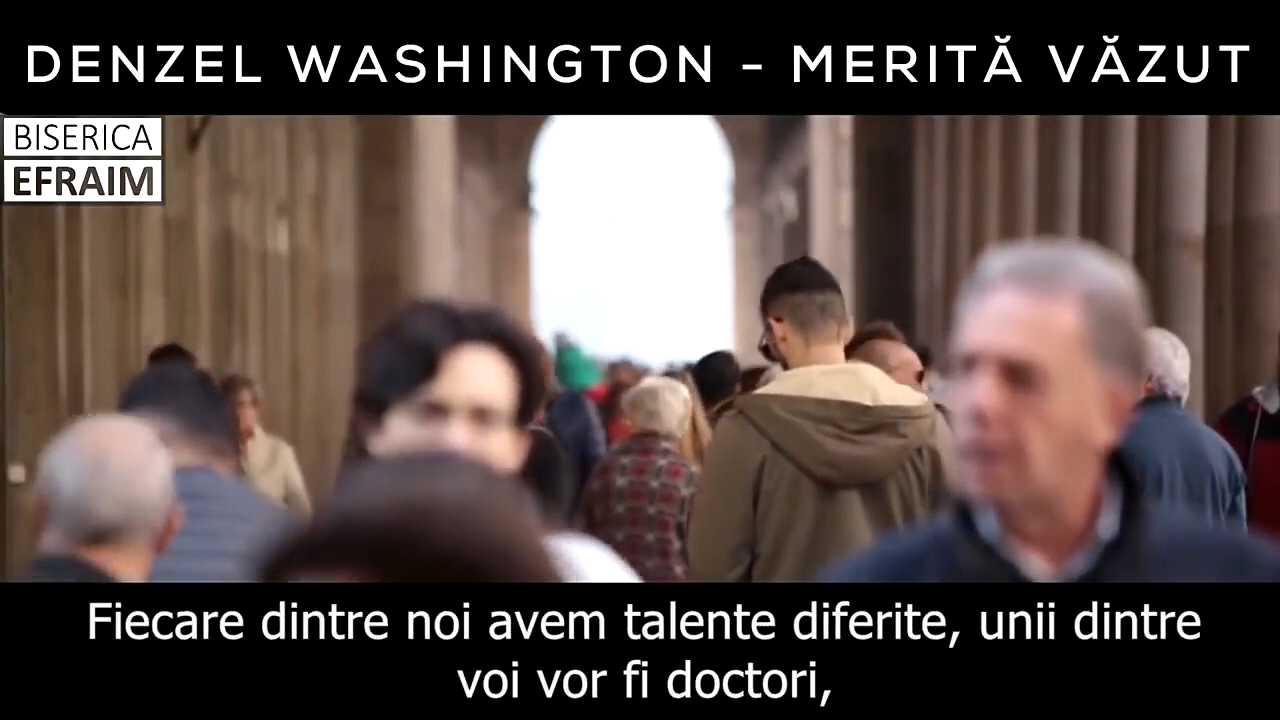 DENZEL WASHINGTON - MERITĂ VĂZUT
BISERICA
EFRAIM
Fiecare dintre noi avem talente diferite, unii dintre
voi vor fi doctori,